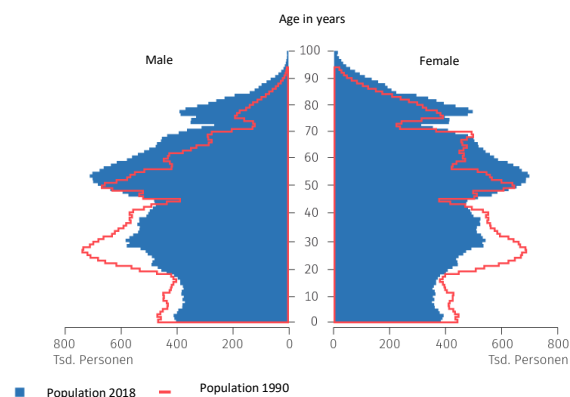 Age in years
Male
Female
100
90
80
70
60
50
40
30
20
10
0
800 600 400 200 0
0 200 400 600 800
Tsd. Personen
Tsd. Personen
Population 2018
Population 1990